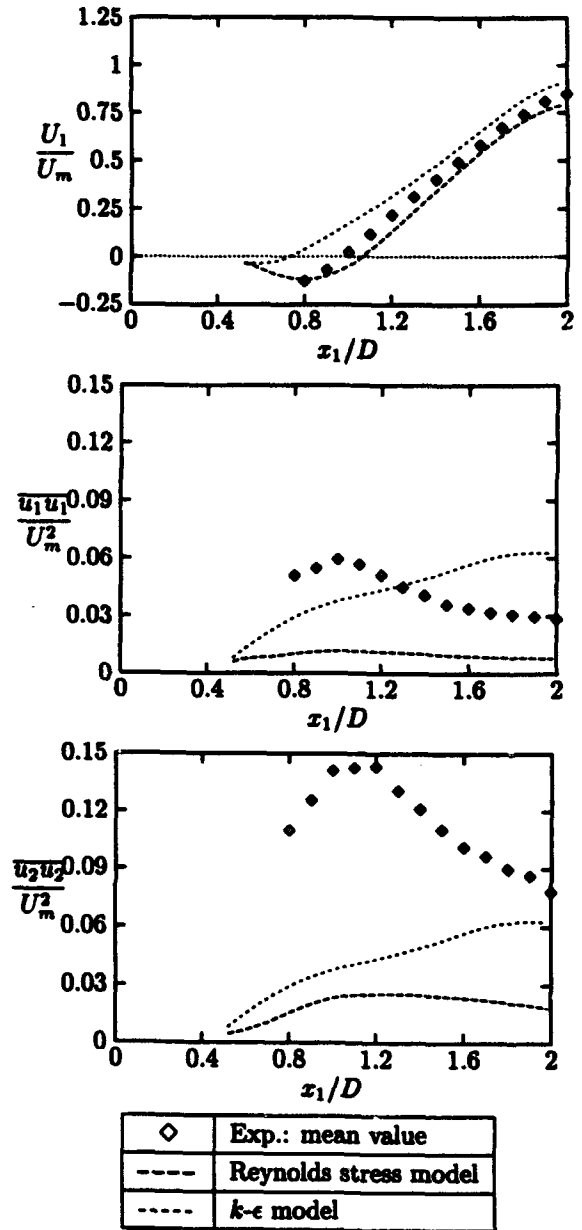 1.25
1
0.75
0.5
0.25
0
−0.25
U₁
Uₘ
0 0.4 0.8 1.2 1.6 2
x₁/D
0.15
0.12
0.09
0.06
0.03
0
u₁u₁
U²ₘ
0 0.4 0.8 1.2 1.6 2
x₁/D
0.15
0.12
0.09
0.06
0.03
0
u₂u₂
U²ₘ
0 0.4 0.8 1.2 1.6 2
x₁/D
Exp.: mean value
Reynolds stress model
k-ϵ model